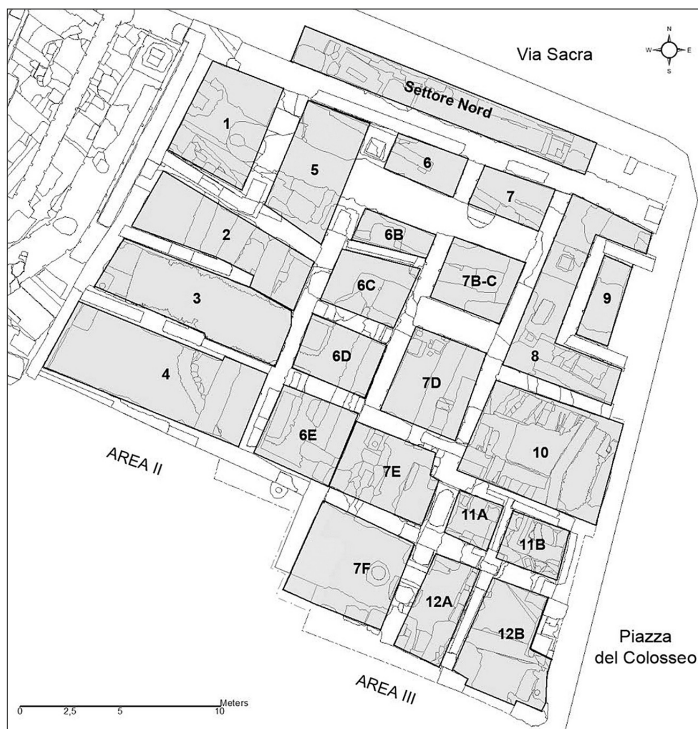 Via Sacra
N
W E
S
Settore Nord
1
5
6
7
2
6B
3
6C
7B-C
9
4
6D
7D
8
6E
7E
10
AREA II
11A
11B
7F
12A
12B
Piazza
del Colosseo
AREA III
Meters
0 2,5 5 10